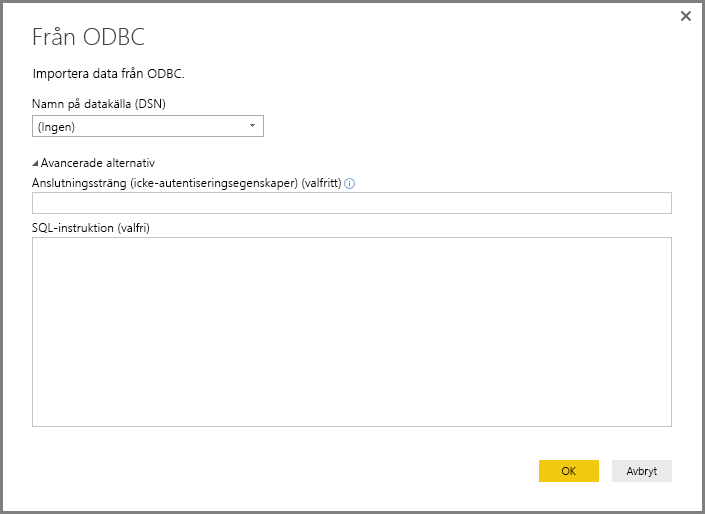 Från ODBC
Importera data från ODBC.
Namn på datakälla (DSN)
(Ingen)
Avancerade alternativ
Anslutningssträng (icke-autentiseringsegenskaper) (valfritt)
SQL-instruktion (valfri)
OK
Avbryt